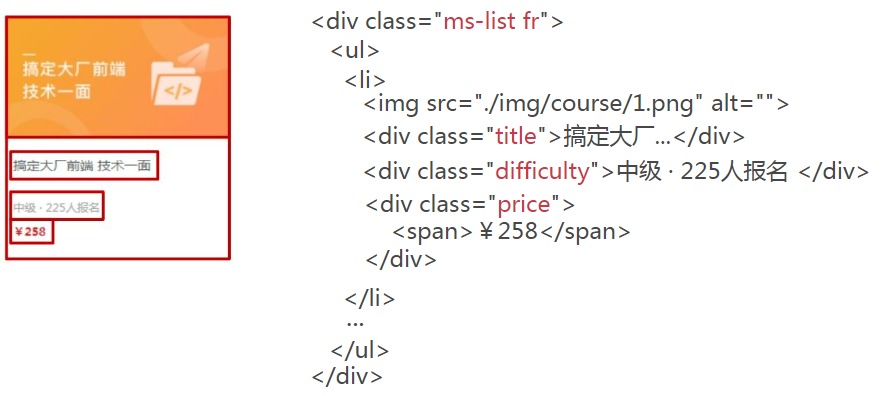 搞定大厂前端
技术一面
</>
搞定大厂前端 技术一面
中级 · 225人报名
￥258
<div class="ms-list fr">
<ul>
<li>
<img src="./img/course/1.png" alt="">
<div class="title">搞定大厂...</div>
<div class="difficulty">中级 · 225人报名 </div>
<div class="price">
<span>￥258</span>
</div>
</li>
...
</ul>
</div>